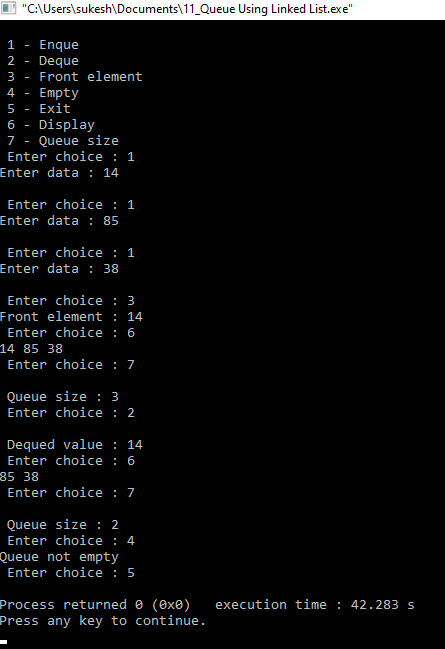 "C:\Users\sukesh\Documents\11_Queue Using Linked List.exe"
1 - Enque
2 - Deque
3 - Front element
4 - Empty
5 - Exit
6 - Display
7 - Queue size
Enter choice : 1
Enter data : 14
Enter choice : 1
Enter data : 85
Enter choice : 1
Enter data : 38
Enter choice : 3
Front element : 14
Enter choice : 6
14 85 38
Enter choice : 7
Queue size : 3
Enter choice : 2
Dequed value : 14
Enter choice : 6
85 38
Enter choice : 7
Queue size : 2
Enter choice : 4
Queue not empty
Enter choice : 5
Process returned 0 (0x0)   execution time : 42.283 s
Press any key to continue.